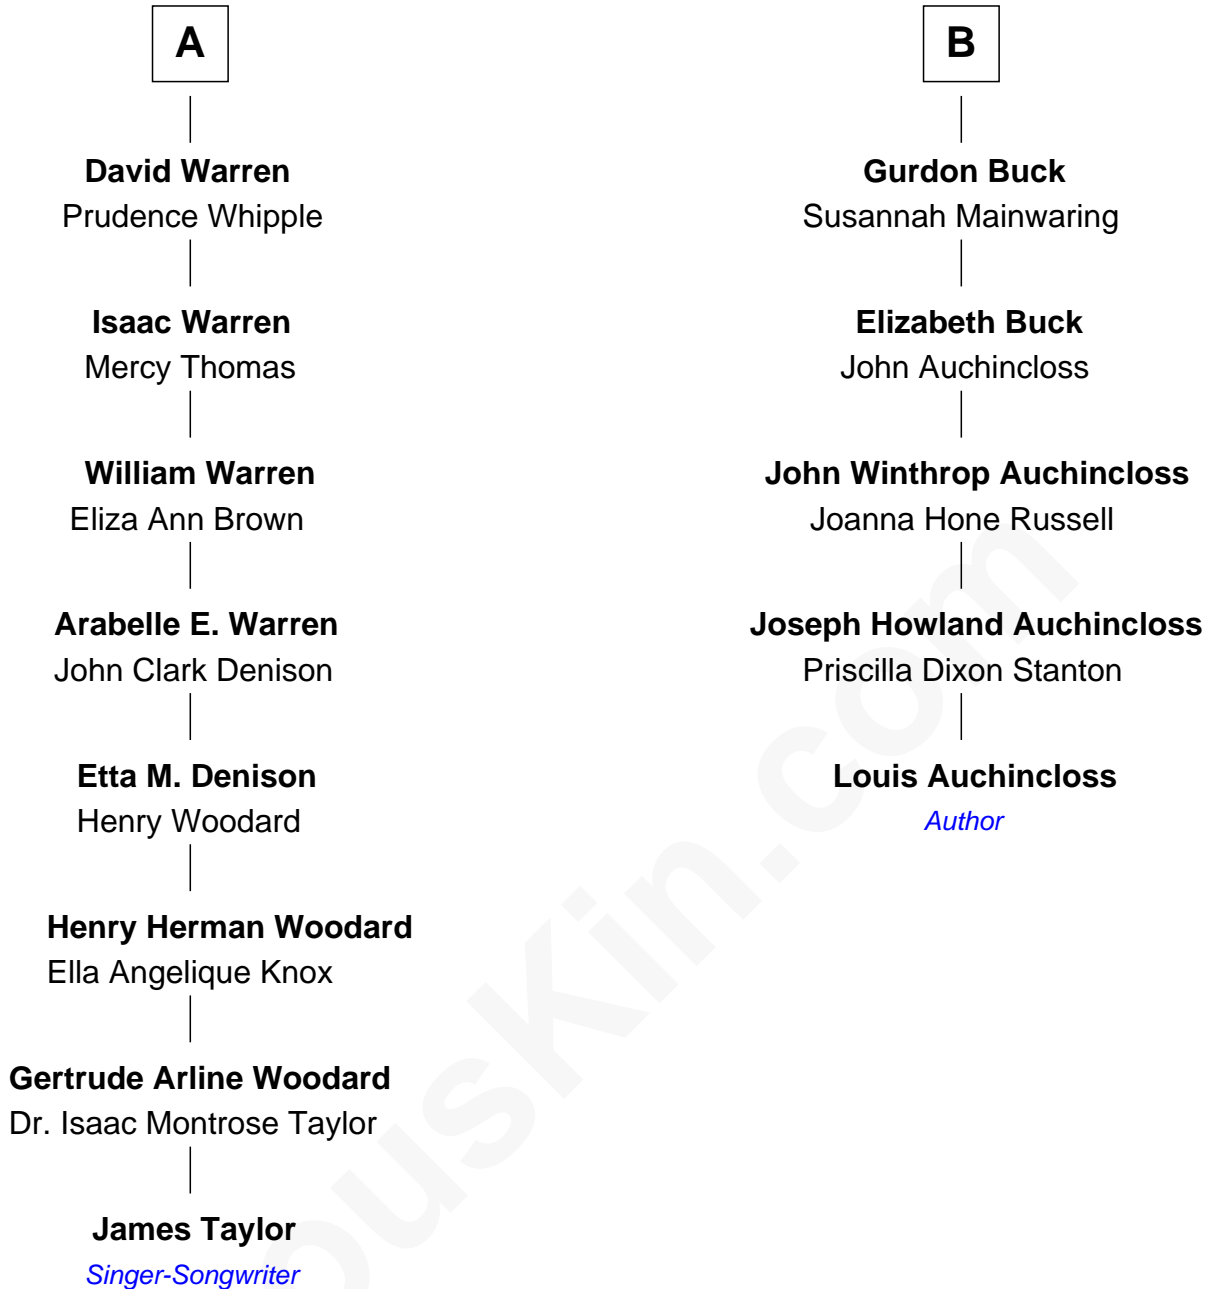 A
David Warren
Prudence Whipple
Isaac Warren
Mercy Thomas
William Warren
Eliza Ann Brown
Arabelle E. Warren
John Clark Denison
Etta M. Denison
Henry Woodard
Henry Herman Woodard
Ella Angelique Knox
Gertrude Arline Woodard
Dr. Isaac Montrose Taylor
James Taylor
Singer-Songwriter
B
Gurdon Buck
Susannah Mainwaring
Elizabeth Buck
John Auchincloss
John Winthrop Auchincloss
Joanna Hone Russell
Joseph Howland Auchincloss
Priscilla Dixon Stanton
Louis Auchincloss
Author
ousKin.com